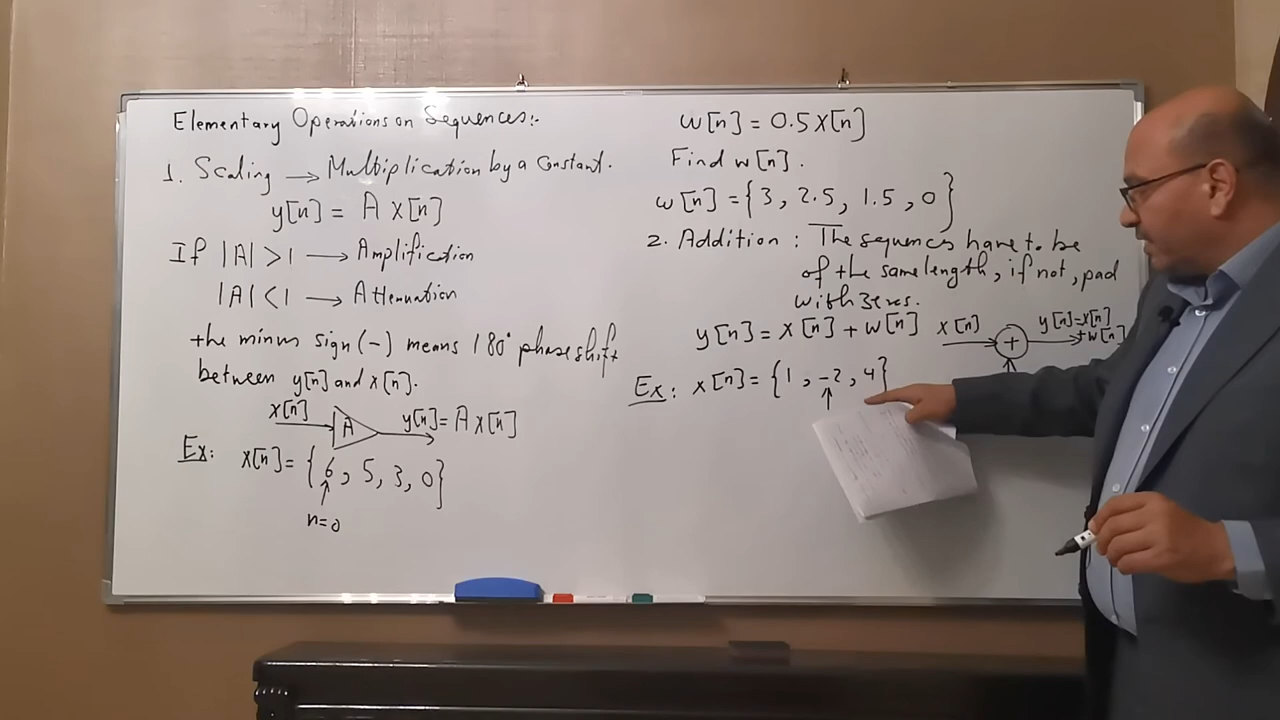 Elementary Operations on Sequences:-
1. Scaling → Multiplication by a Constant.
y[n] = A x[n]
If |A| > 1 → Amplification
|A| < 1 → Attenuation
the minus sign (-) means 180° phase shift
between y[n] and x[n].
x[n] A y[n] = A x[n]
Ex: x[n] = {6, 5, 3, 0}
↑
n=0
w[n] = 0.5 x[n]
Find w[n].
w[n] = {3, 2.5, 1.5, 0}
2. Addition: The sequences have to be
of the same length, if not, pad
with zeros.
y[n] = x[n] + w[n] x[n] + y[n] = x[n]
+ w[n]
Ex: x[n] = {1, -2, 4}
↑